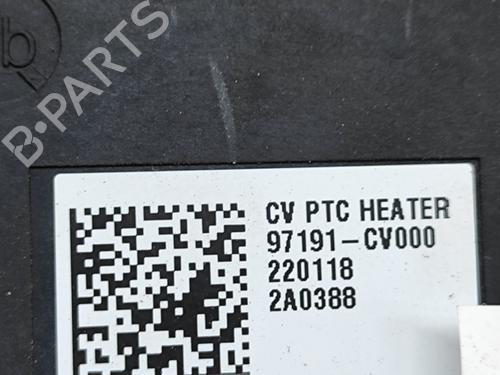 b
B-PARTS
CV PTC HEATER
97191-CV000
220118
2A0388